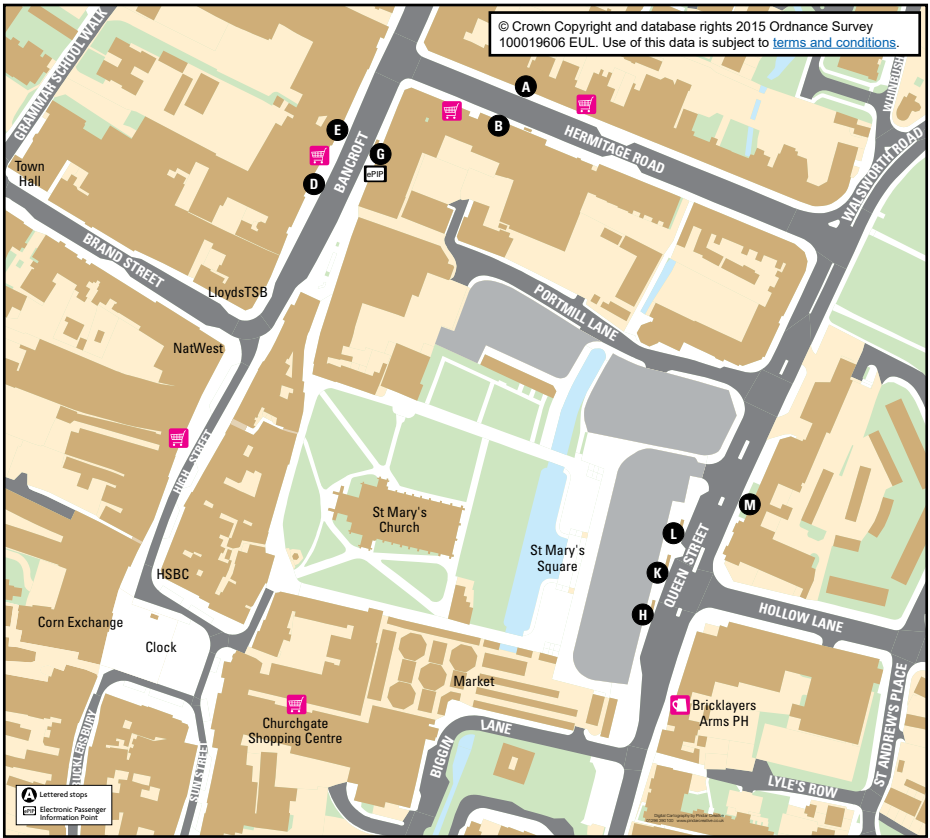 © Crown Copyright and database rights 2015 Ordnance Survey
100019606 EUL. Use of this data is subject to terms and conditions.
GRAMMAR SCHOOL WALK
WHINBUSH
A
E
B
HERMITAGE ROAD
WALSWORTH ROAD
BANCROFT
G
ePIP
D
Town
Hall
BRAND STREET
LloydsTSB
PORTMILL LANE
NatWest
HIGH STREET
St Mary's
Church
M
L
St Mary's
Square
K
QUEEN STREET
HSBC
H
HOLLOW LANE
Corn Exchange
Clock
Market
ST ANDREW'S PLACE
Bricklayers
Arms PH
Churchgate
Shopping Centre
BUCKLERSBURY
SUN STREET
BIGGIN LANE
LYLE'S ROW
A Lettered stops
ePIP Electronic Passenger
Information Point